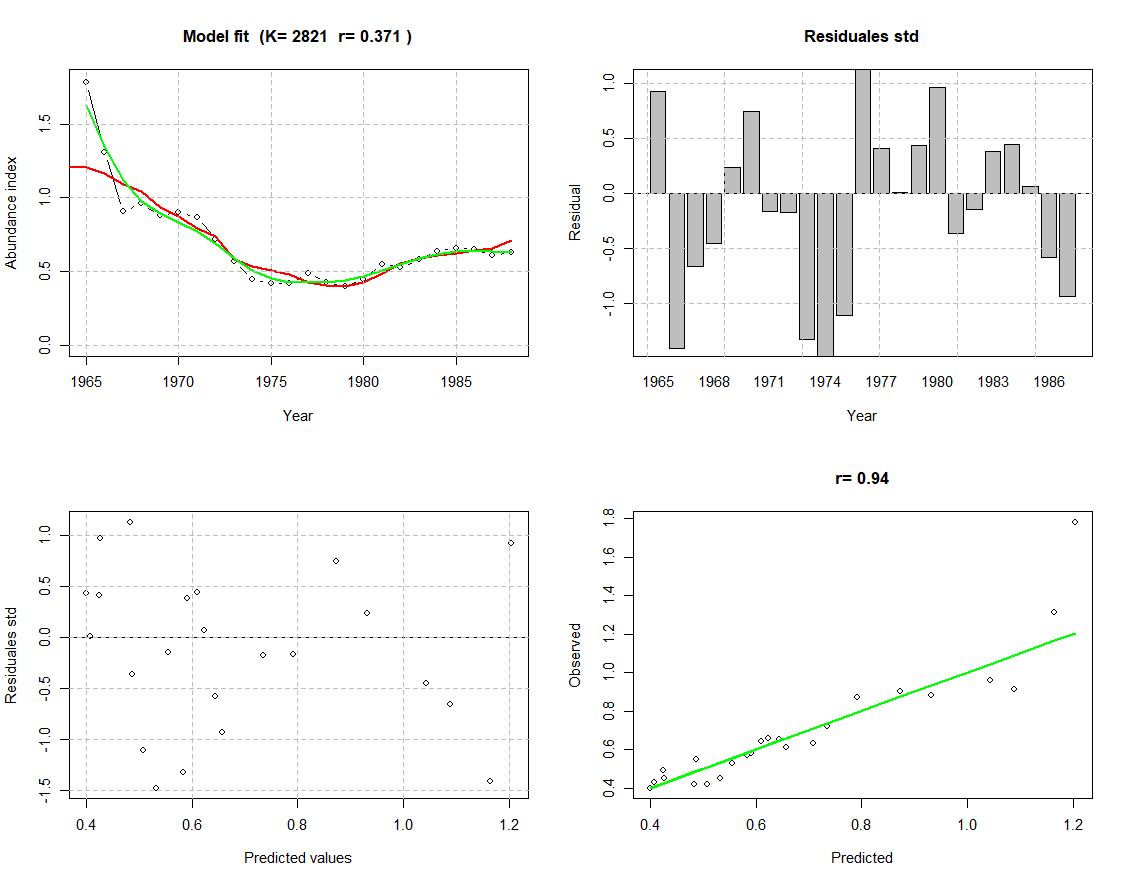 Model fit  (K= 2821  r= 0.371 )
Abundance index
0.0 0.5 1.0 1.5
1965 1970 1975 1980 1985
Year
Residuales std
Residual
-1.0 -0.5 0.0 0.5 1.0
1965 1968 1971 1974 1977 1980 1983 1986
Year
Residuales std
-1.5 -1.0 -0.5 0.0 0.5 1.0
0.4 0.6 0.8 1.0 1.2
Predicted values
r= 0.94
Observed
0.4 0.6 0.8 1.0 1.2 1.4 1.6 1.8
0.4 0.6 0.8 1.0 1.2
Predicted